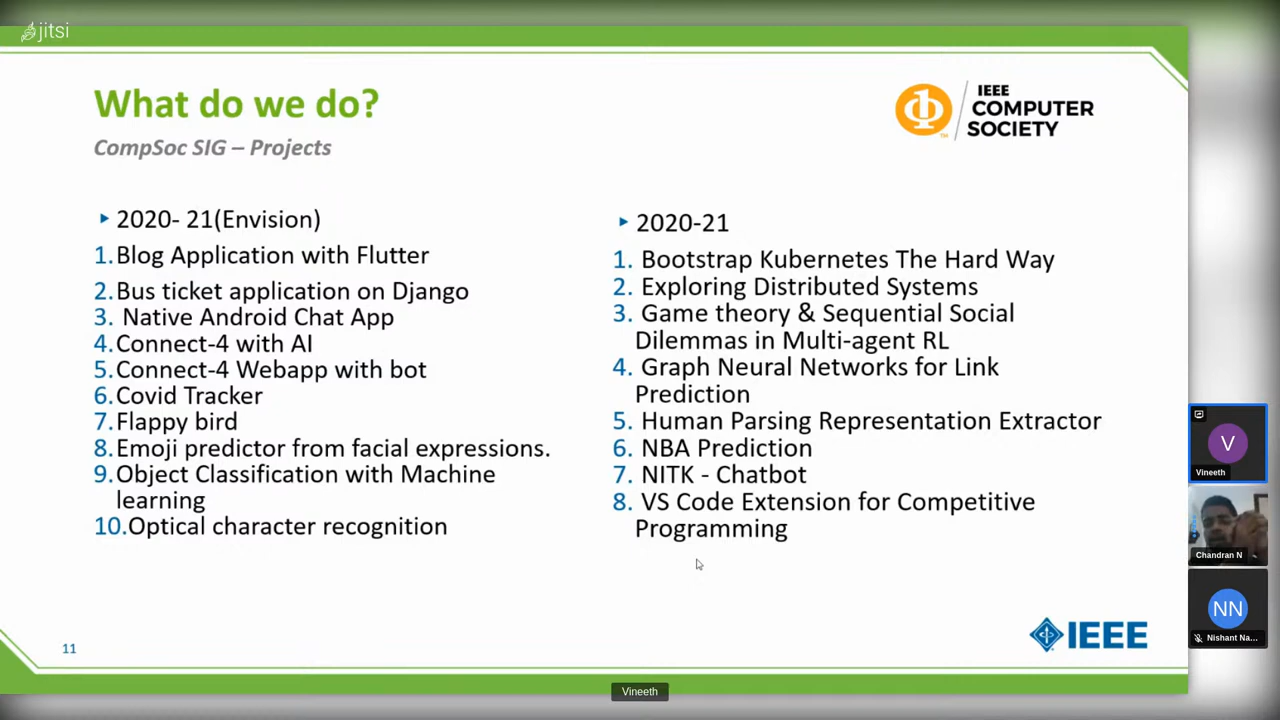 jitsi
What do we do?
CompSoc SIG – Projects
IEEE
COMPUTER
SOCIETY
TM
2020- 21(Envision)
1.Blog Application with Flutter
2.Bus ticket application on Django
3. Native Android Chat App
4.Connect-4 with AI
5.Connect-4 Webapp with bot
6.Covid Tracker
7.Flappy bird
8.Emoji predictor from facial expressions.
9.Object Classification with Machine
learning
10.Optical character recognition
2020-21
1. Bootstrap Kubernetes The Hard Way
2. Exploring Distributed Systems
3. Game theory & Sequential Social
Dilemmas in Multi-agent RL
4. Graph Neural Networks for Link
Prediction
5. Human Parsing Representation Extractor
6. NBA Prediction
7. NITK - Chatbot
8. VS Code Extension for Competitive
Programming
11
IEEE
V
Vineeth
Chandran N
NN
Nishant Na...
Vineeth